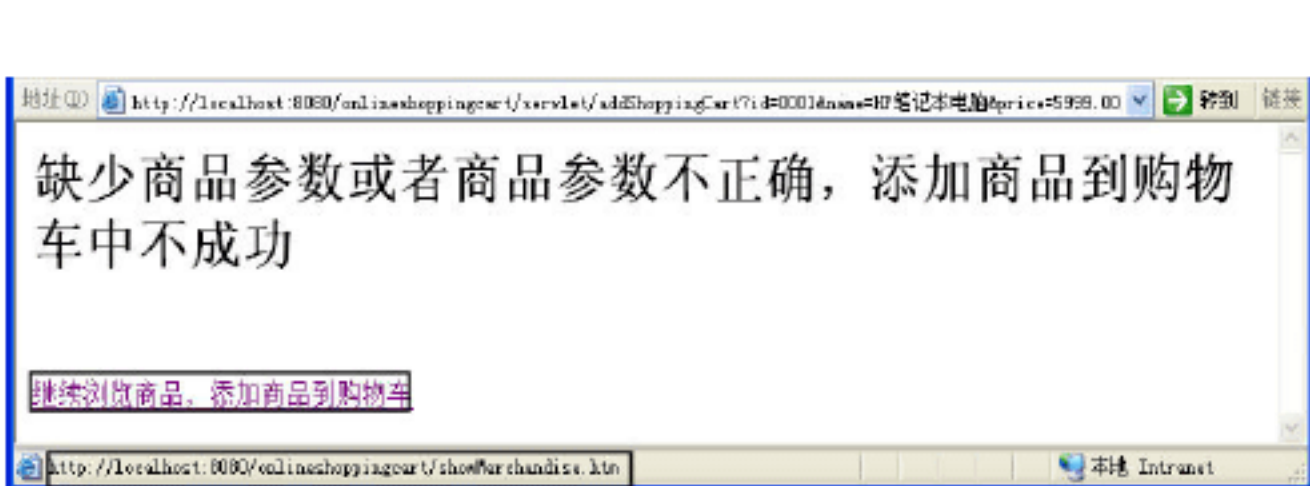 地址(D) http://localhost:8080/onlineshoppingcart/servlet/addShoppingCart?id=0001&name=HP笔记本电脑&price=5999.00 转到 链接
缺少商品参数或者商品参数不正确，添加商品到购物
车中不成功
继续浏览商品，添加商品到购物车
http://localhost:8080/onlineshoppingcart/showMerchandise.htm 本地 Intranet